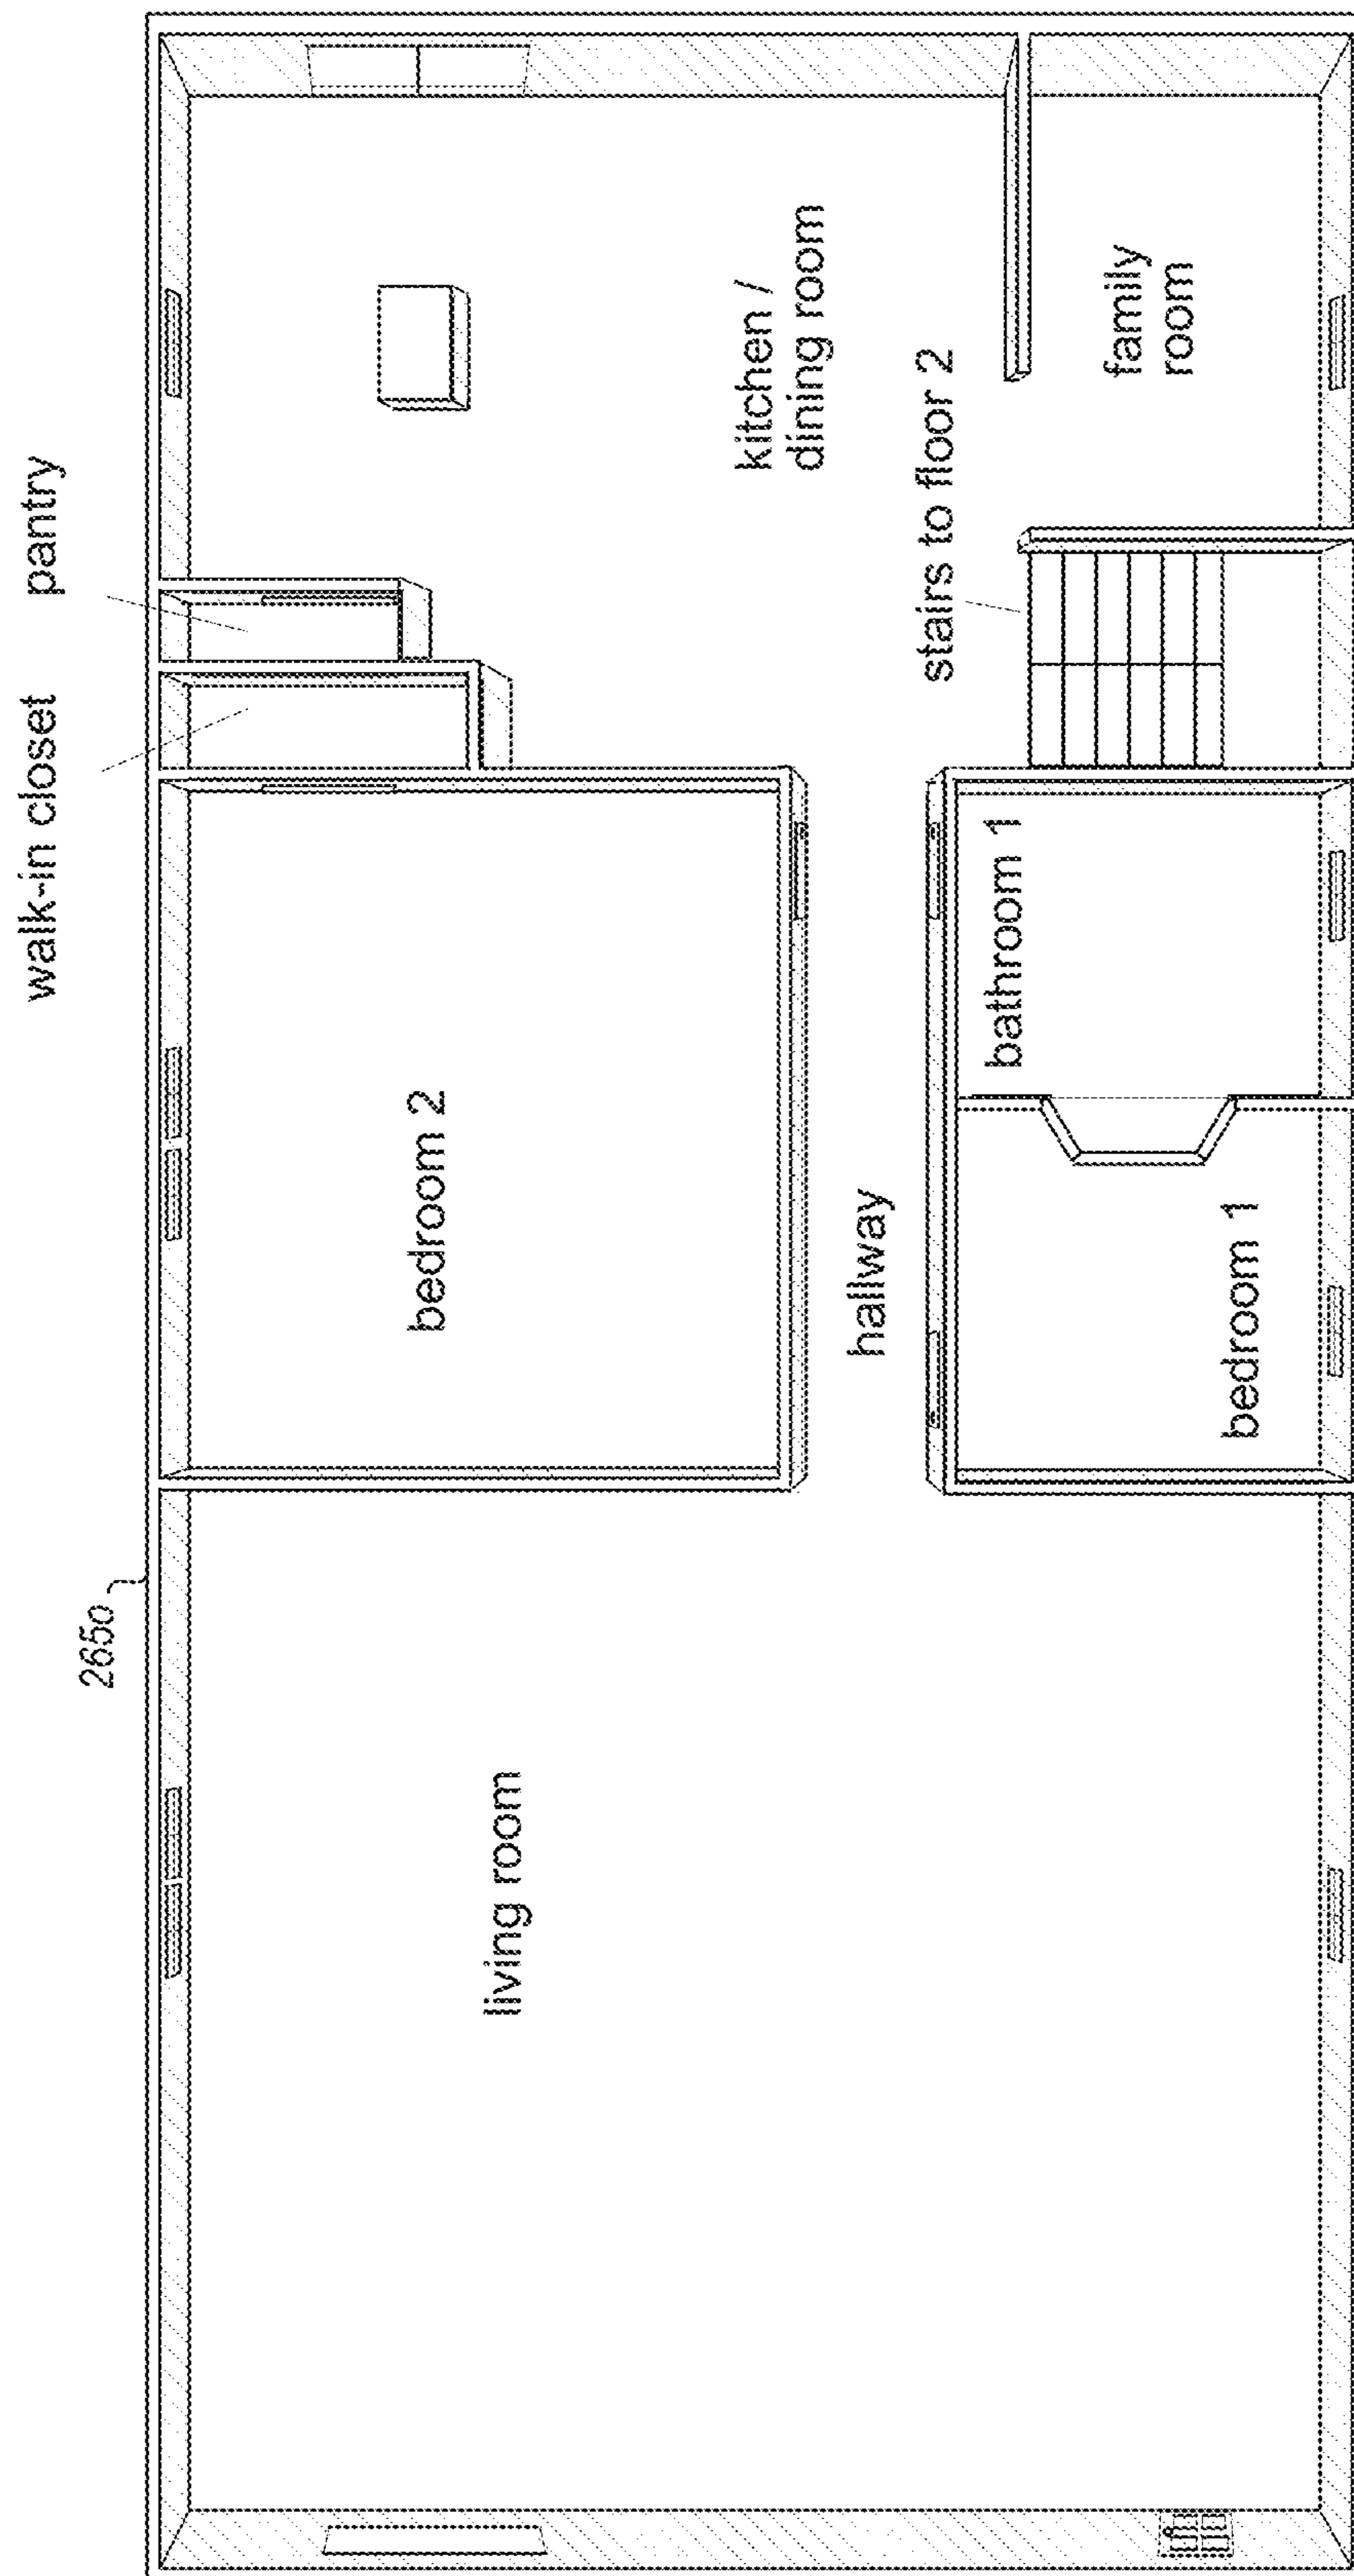 walk-in closet
pantry
265o
bedroom 2
living room
kitchen /
dining room
hallway
stairs to floor 2
bathroom 1
family
room
bedroom 1